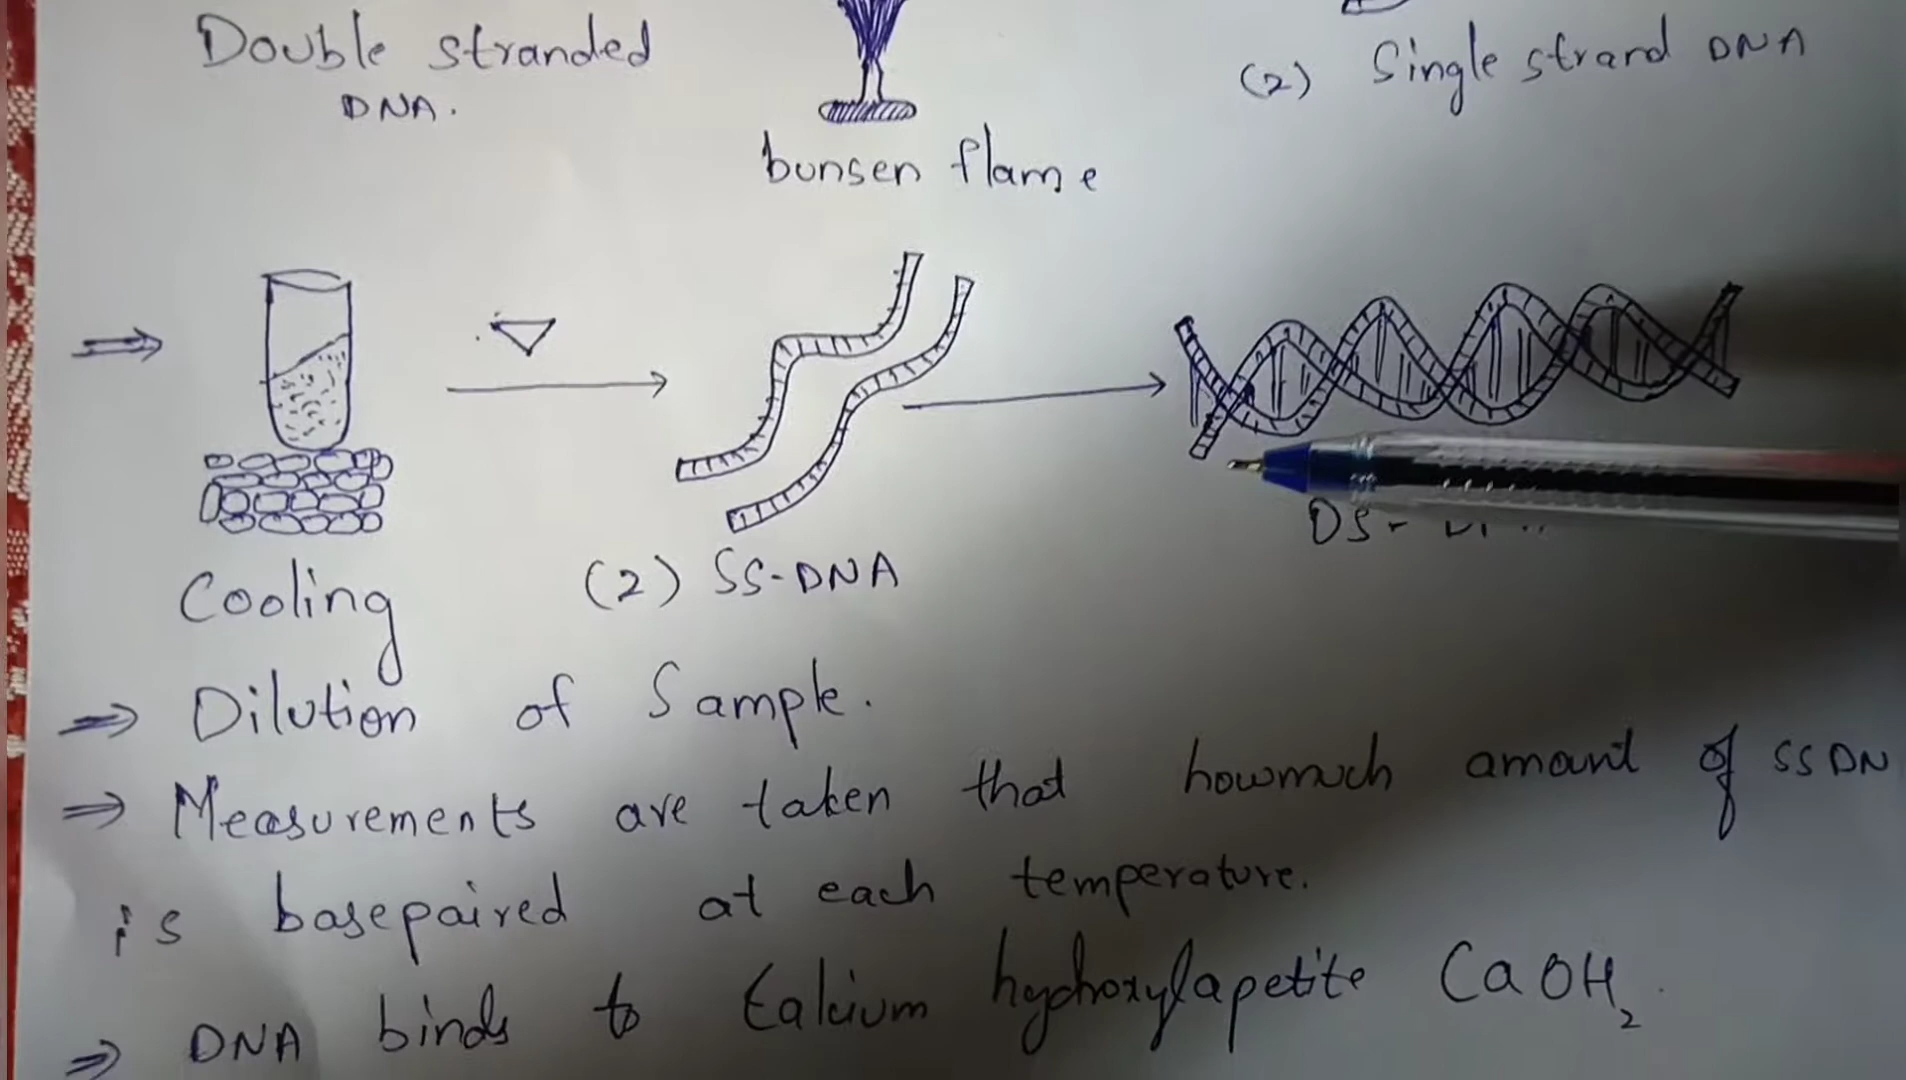 Double stranded
DNA.
bunsen flame
(2) Single strand DNA
Cooling
(2) SS-DNA
DS-
⇒ Dilution of Sample.
⇒ Measurements are taken that howmuch amount of SSDN
is basepaired at each temperature.
⇒ DNA binds to Calcium hydroxylapetite CaOH₂.